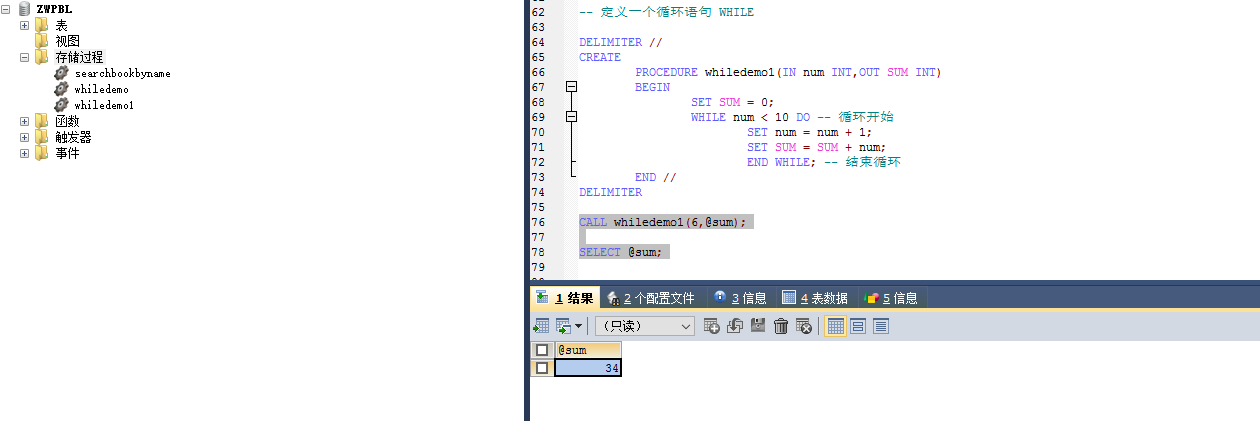 ZWPBL
表
视图
存储过程
searchbookbyname
whiledemo
whiledemo1
函数
触发器
事件
62 -- 定义一个循环语句 WHILE
63
64 DELIMITER //
65 CREATE
66 PROCEDURE whiledemo1(IN num INT,OUT SUM INT)
67 BEGIN
68 SET SUM = 0;
69 WHILE num < 10 DO -- 循环开始
70 SET num = num + 1;
71 SET SUM = SUM + num;
72 END WHILE; -- 结束循环
73 END //
74 DELIMITER
75
76 CALL whiledemo1(6,@sum);
77
78 SELECT @sum;
79
1 结果 2 个配置文件 3 信息 4 表数据 5 信息
(只读)
@sum
34